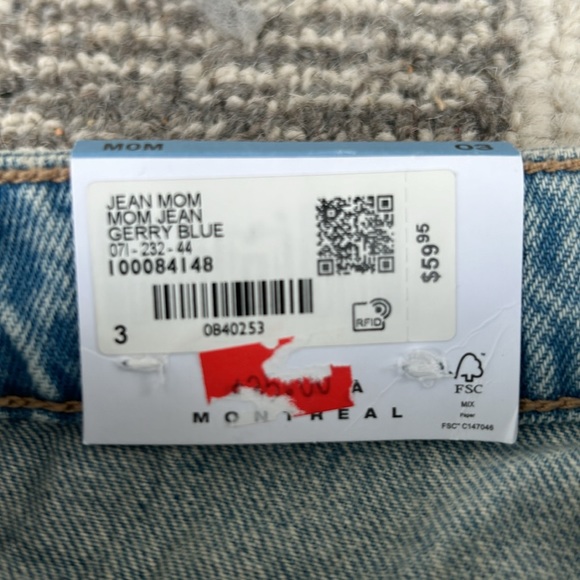 MOM 03
JEAN MOM
MOM JEAN
GERRY BLUE
071-232-44
100084148
$59.95
3
0840253
RFID
À
MONTREAL
FSC
MIX
Paper
FSC® C147046